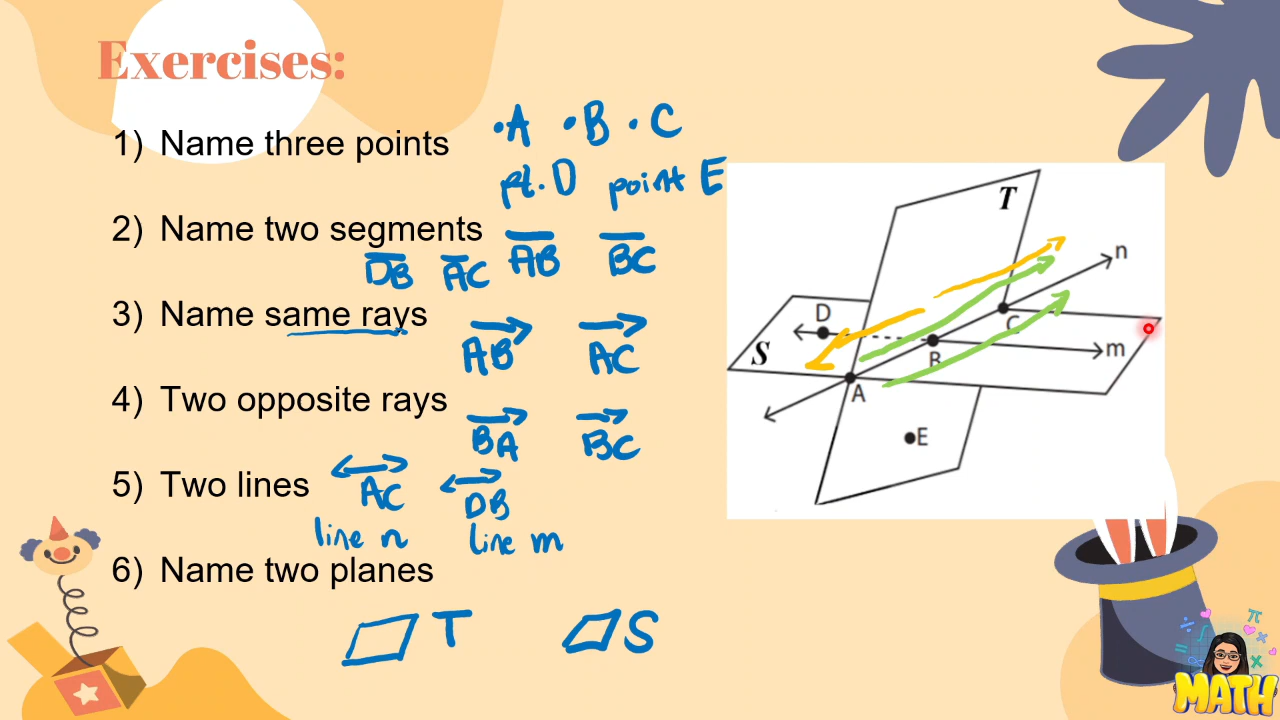 Exercises:
1) Name three points •A •B •C
pt. D point E
2) Name two segments AB BC
DB AC
3) Name same rays
AB AC
4) Two opposite rays
BA BC
5) Two lines AC DB
line n line m
6) Name two planes
T S
T
n
D
C
S
B
m
A
E
MATH